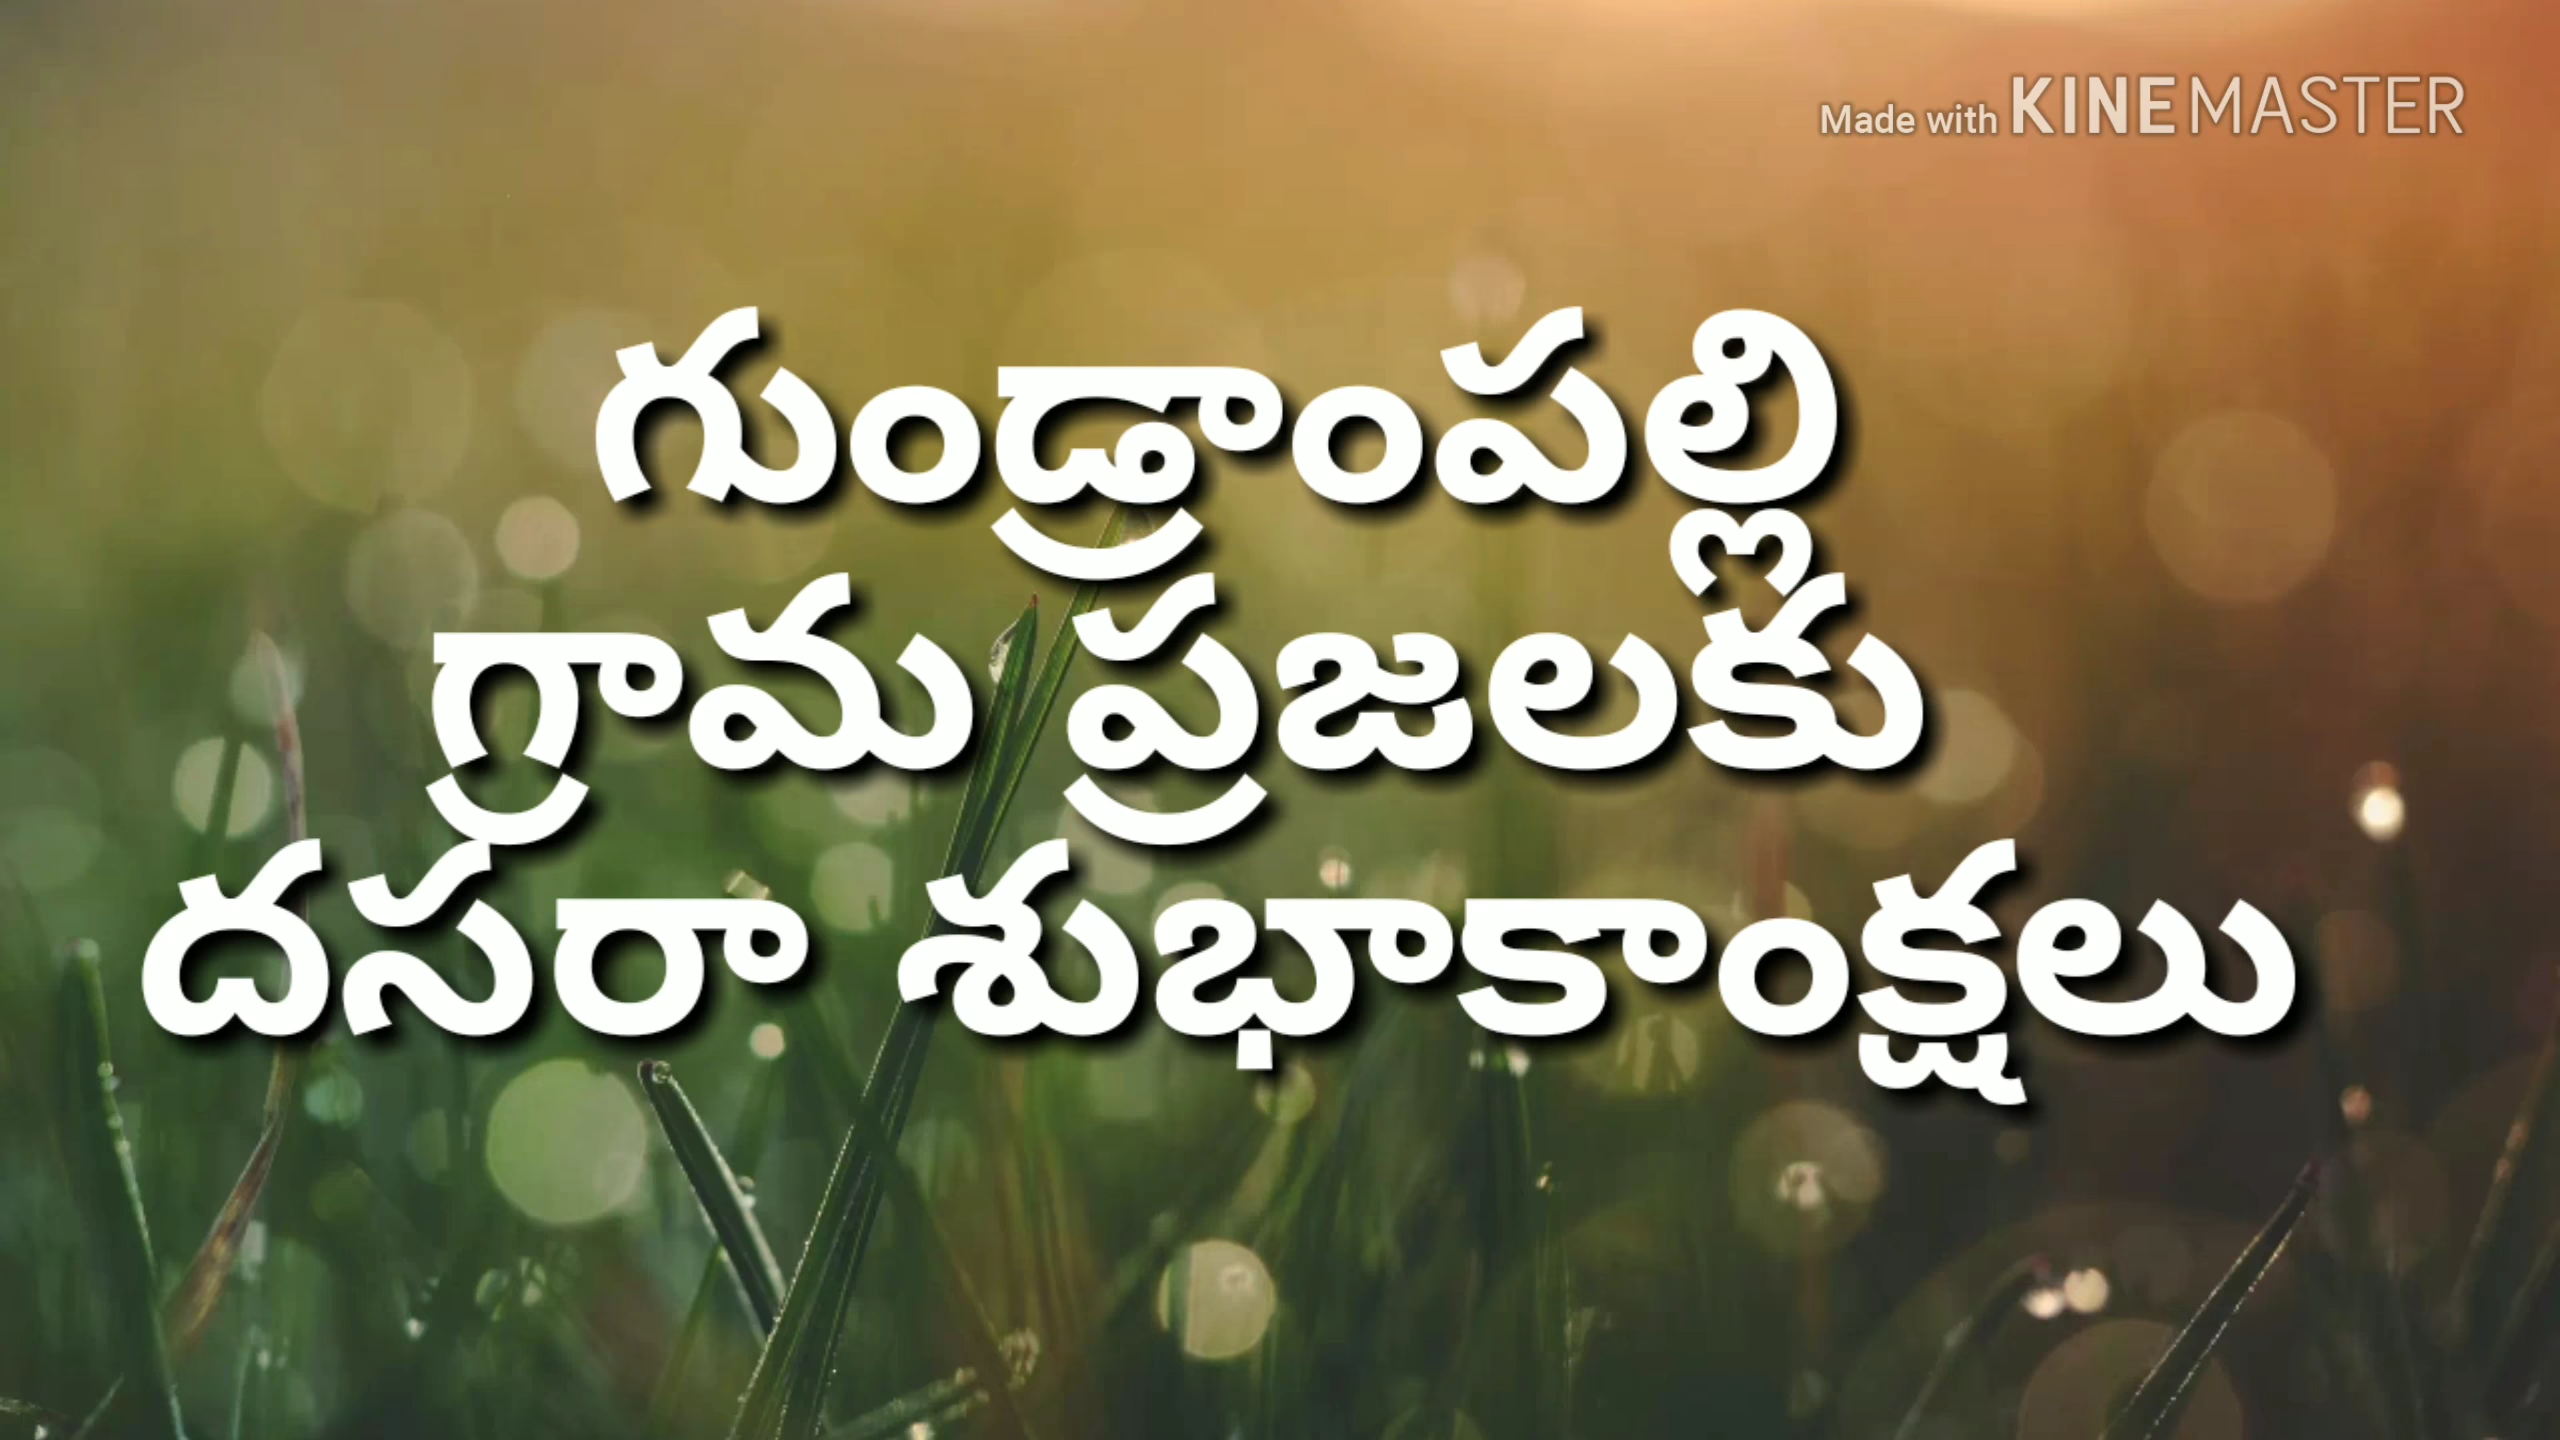 Made with KINEMASTER
గుండ్రాంపల్లి
గ్రామ ప్రజలకు
దసరా శుభాకాంక్షలు